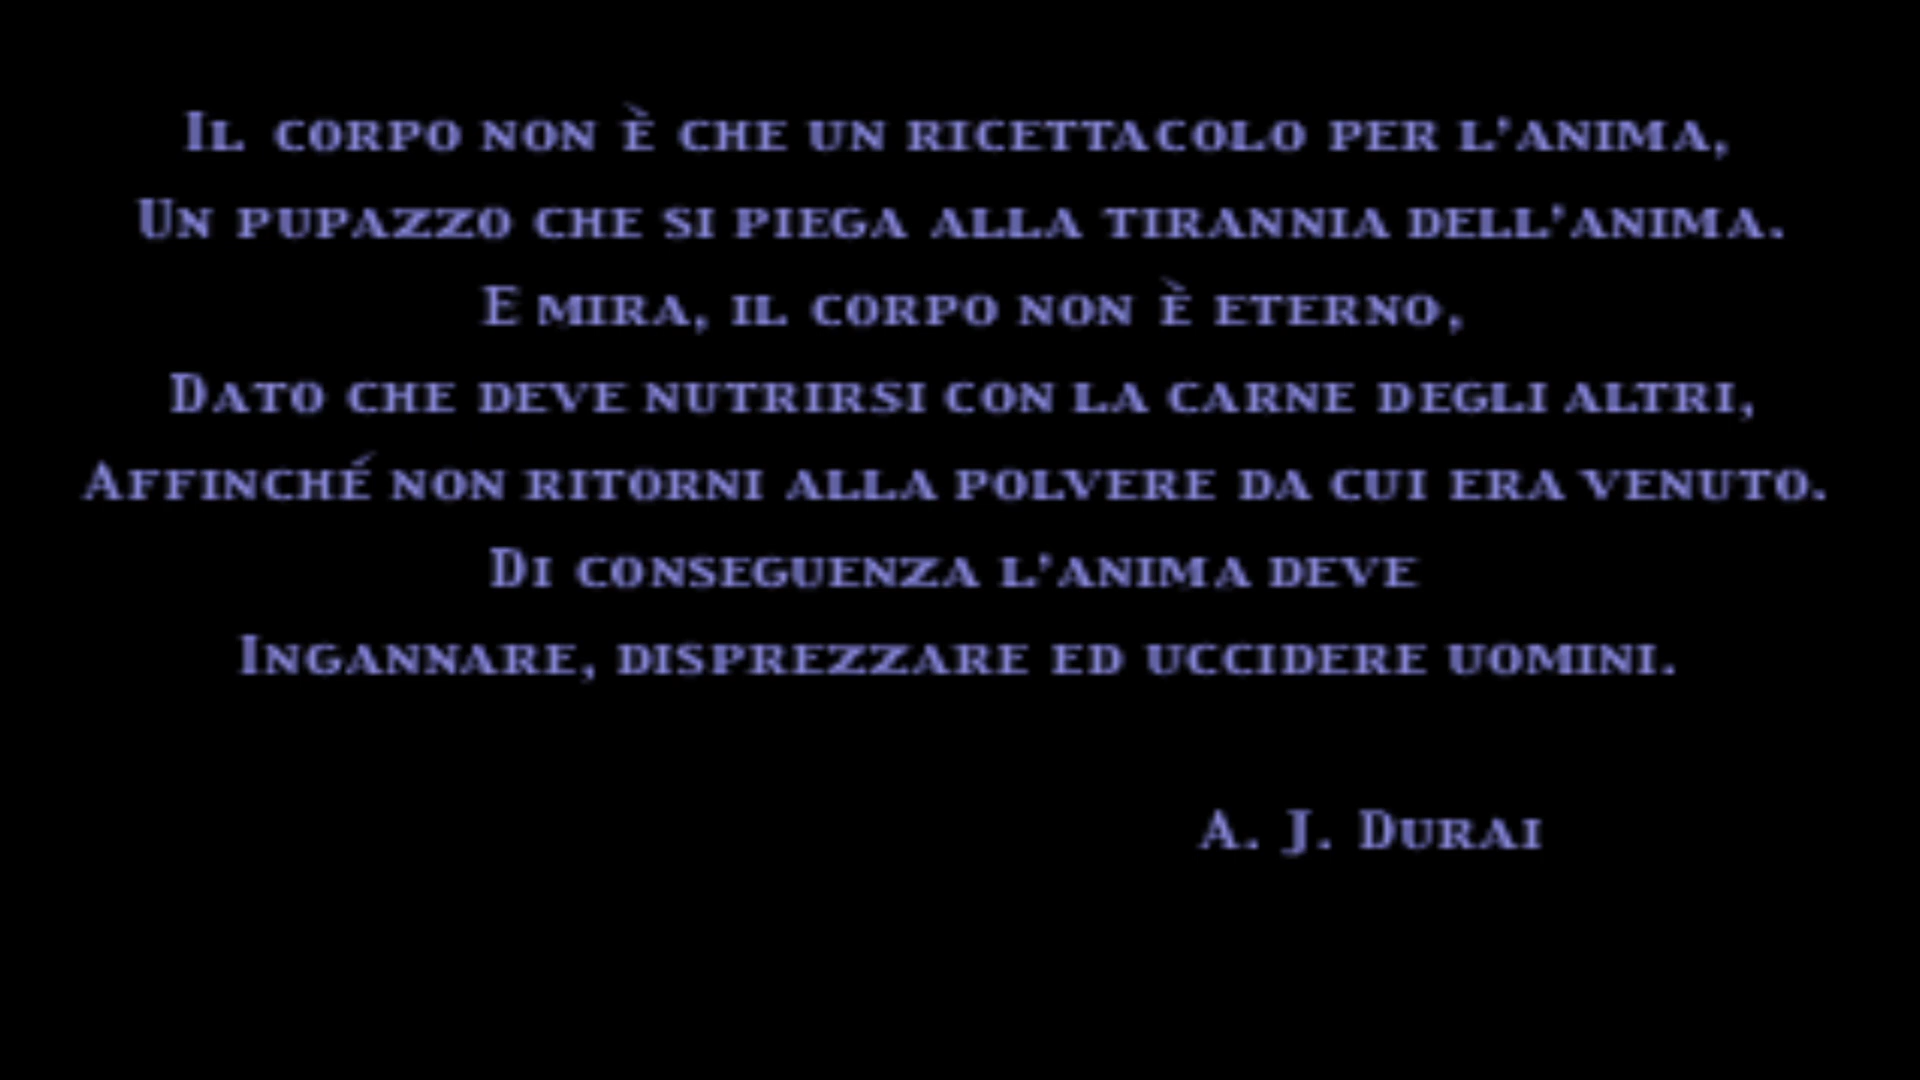 Il corpo non è che un ricettacolo per l'anima,
Un pupazzo che si piega alla tirannia dell'anima.
E mira, il corpo non è eterno,
Dato che deve nutrirsi con la carne degli altri,
Affinché non ritorni alla polvere da cui era venuto.
Di conseguenza l'anima deve
Ingannare, disprezzare ed uccidere uomini.
A. J. Durai